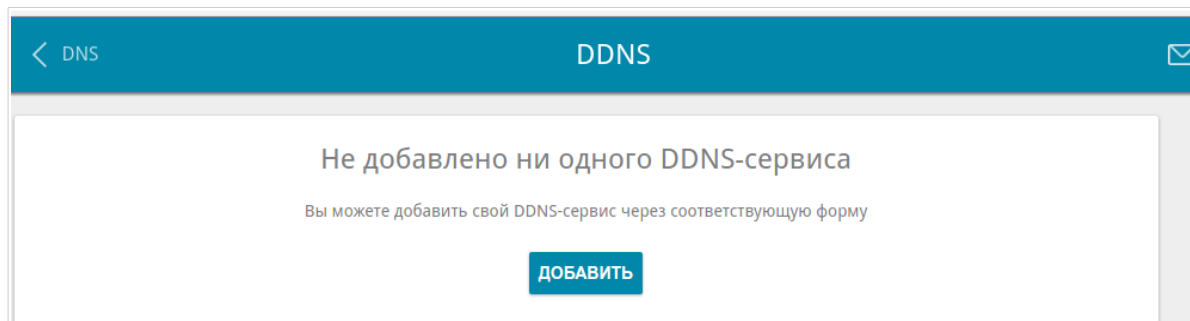 DNS
DDNS
Не добавлено ни одного DDNS-сервиса
Вы можете добавить свой DDNS-сервис через соответствующую форму
ДОБАВИТЬ